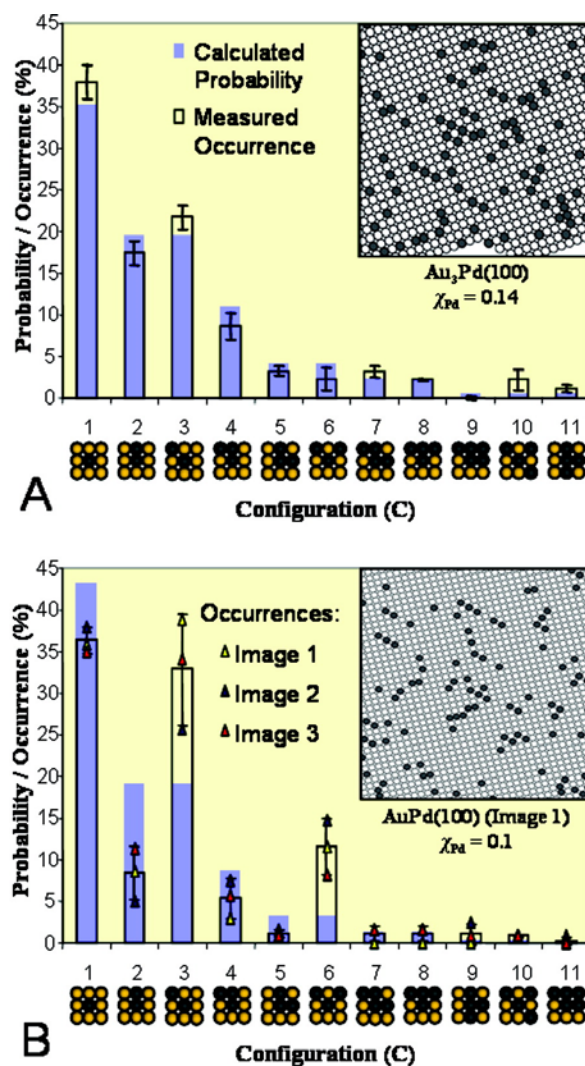 45
40
35
30
25
20
15
10
5
0
Probability / Occurrence (%)
Calculated
Probability
Measured
Occurrence
Au₃Pd(100)
χPd = 0.14
1 2 3 4 5 6 7 8 9 10 11
A
Configuration (C)
45
40
35
30
25
20
15
10
5
0
Probability / Occurrence (%)
Occurrences:
Image 1
Image 2
Image 3
AuPd(100) (Image 1)
χPd = 0.1
1 2 3 4 5 6 7 8 9 10 11
B
Configuration (C)